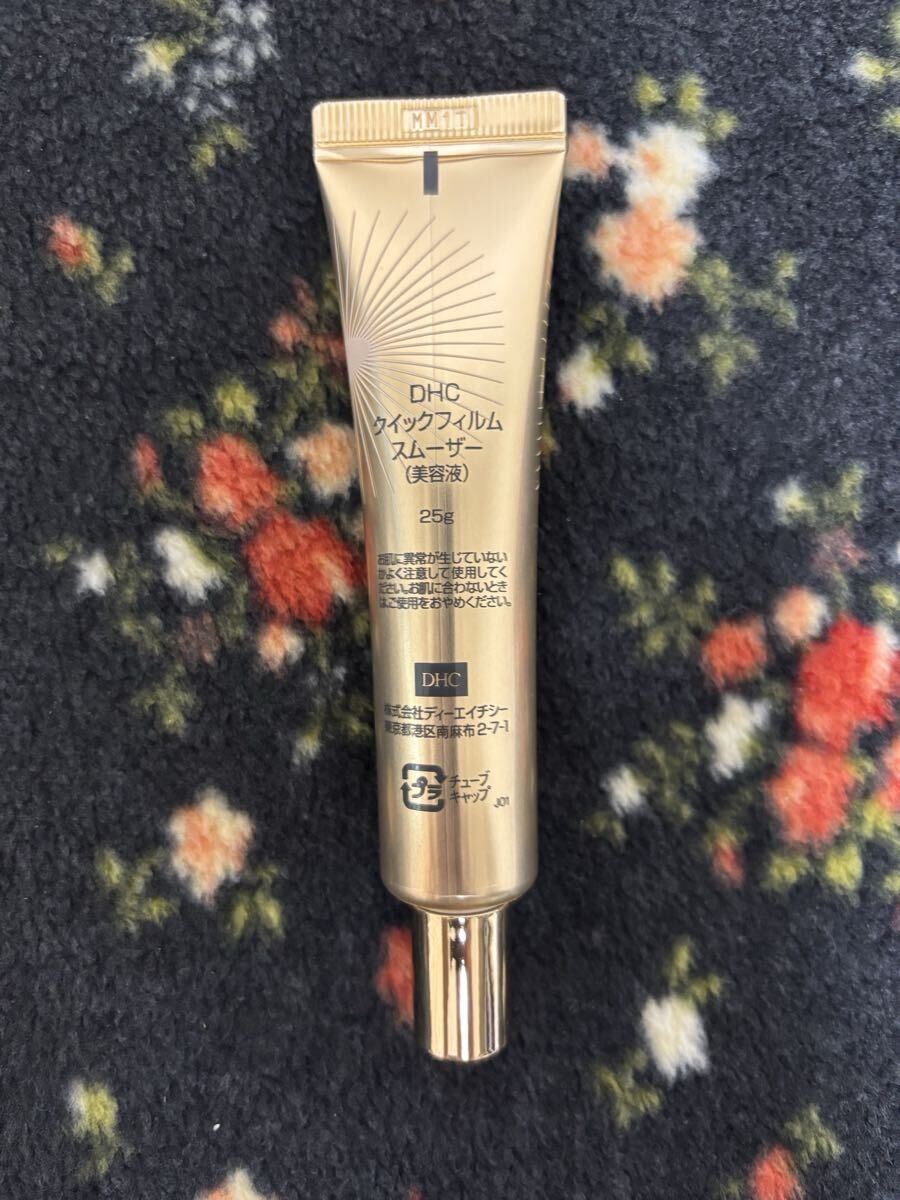 MM1T
DHC
クイックフィルム
スムーザー
(美容液)
25g
お肌に異常が生じていない
かよく注意して使用してく
ださい。お肌に合わないとき
は、ご使用をおやめください。
DHC
株式会社ディーエイチシー
東京都港区南麻布2-7-1
プラ
チューブ
キャップ
J01